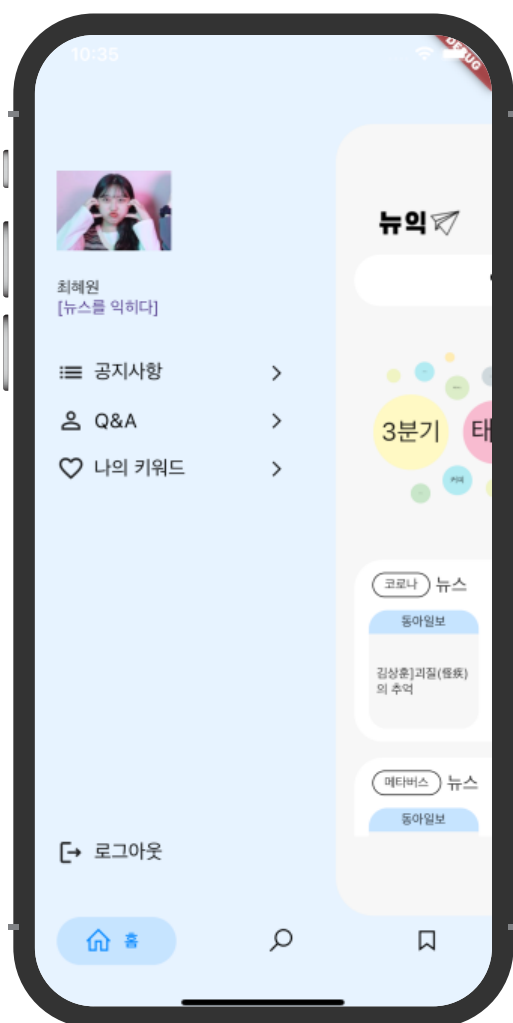 10:35
DEBUG
뉴익
최혜원
[뉴스를 익히다]
공지사항
Q&A
나의 키워드
3분기
태
커피
코로나 뉴스
동아일보
김상훈]괴질(怪疾)
의 추억
메타버스 뉴스
동아일보
로그아웃
홈